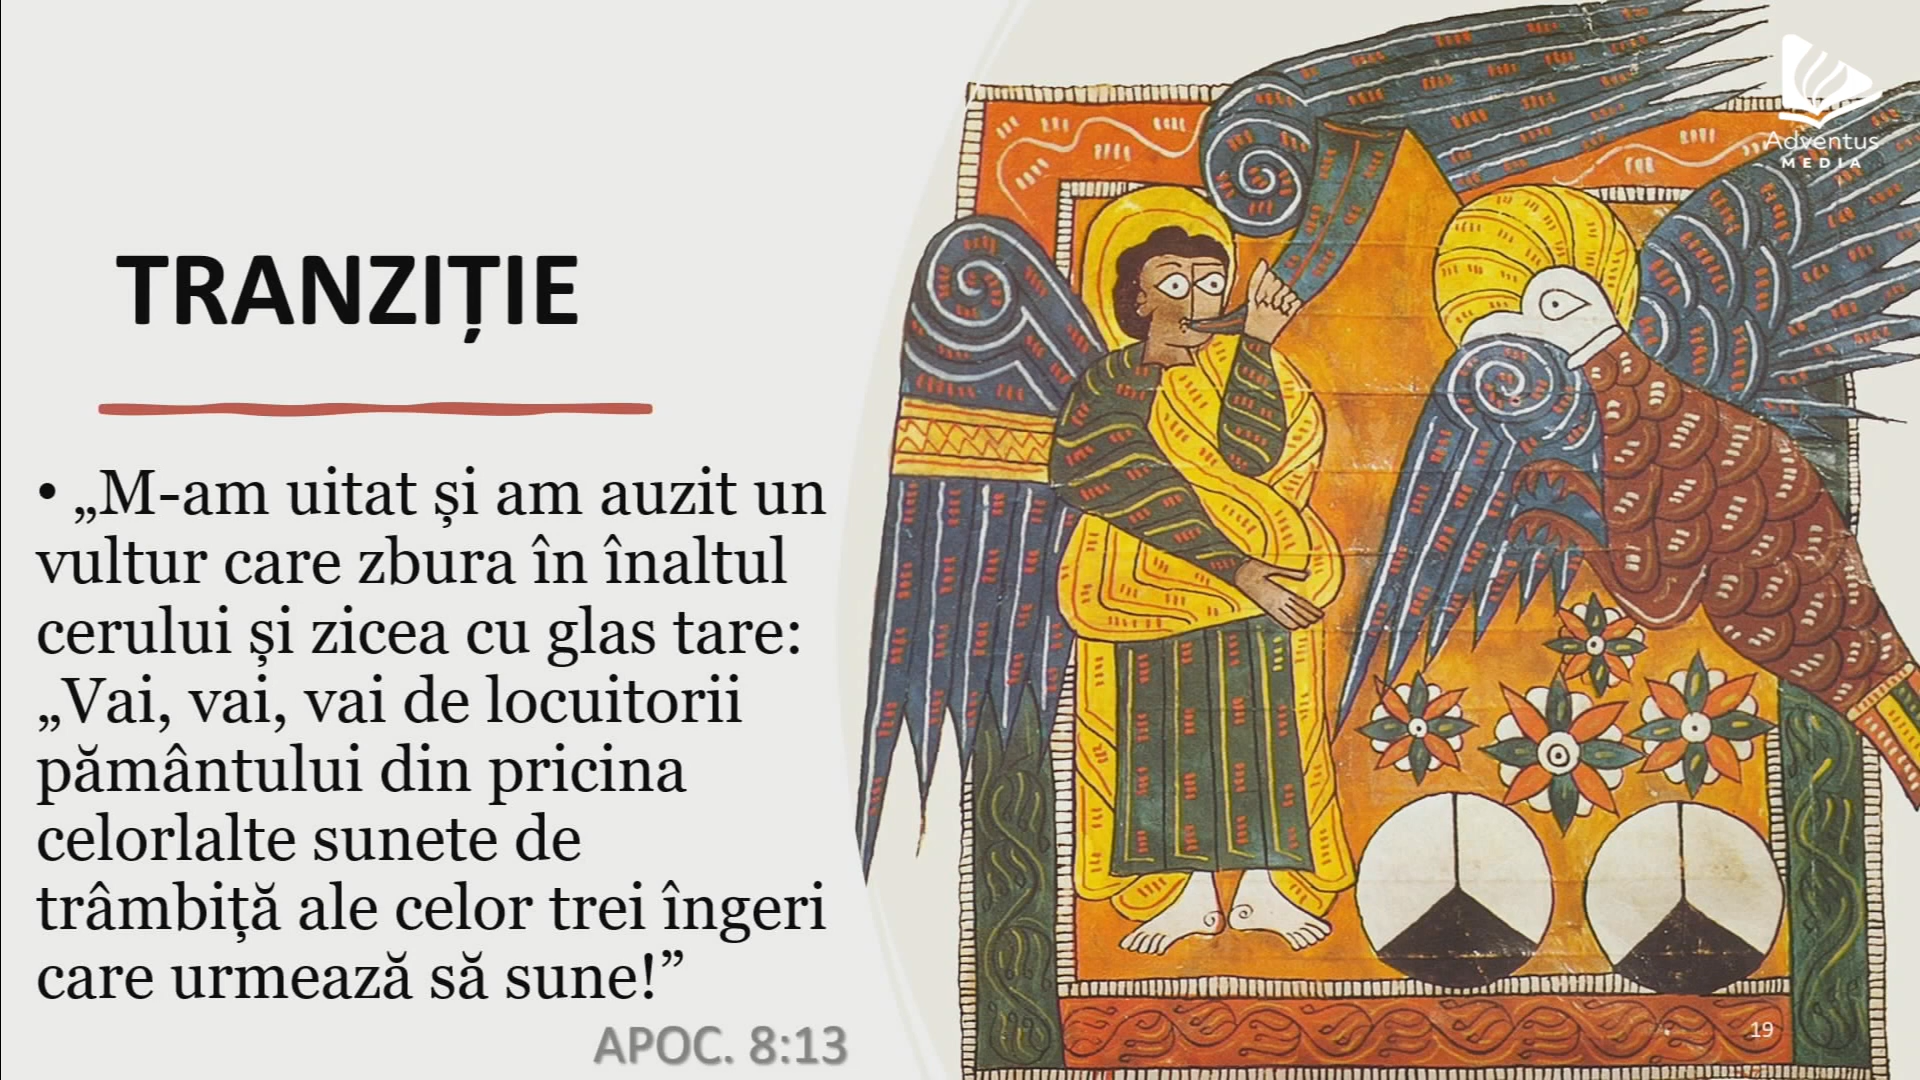 TRANZIȚIE
• „M-am uitat și am auzit un
vultur care zbura în înaltul
cerului și zicea cu glas tare:
„Vai, vai, vai de locuitorii
pământului din pricina
celorlalte sunete de
trâmbiță ale celor trei îngeri
care urmează să sune!”
APOC. 8:13
Adventus
MEDIA
19